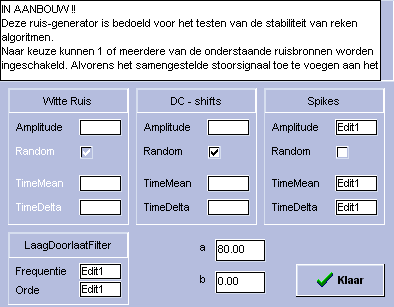 IN AANBOUW !!
Deze ruis-generator is bedoeld voor het testen van de stabiliteit van reken
algoritmen.
Naar keuze kunnen 1 of meerdere van de onderstaande ruisbronnen worden
ingeschakeld. Alvorens het samengestelde stoorsignaal toe te voegen aan het
Witte Ruis
Amplitude
Random
TimeMean
TimeDelta
DC - shifts
Amplitude
Random
TimeMean
TimeDelta
Spikes
Amplitude Edit1
Random
TimeMean Edit1
TimeDelta Edit1
LaagDoorlaatFilter
Frequentie Edit1
Orde Edit1
a 80.00
b 0.00
Klaar